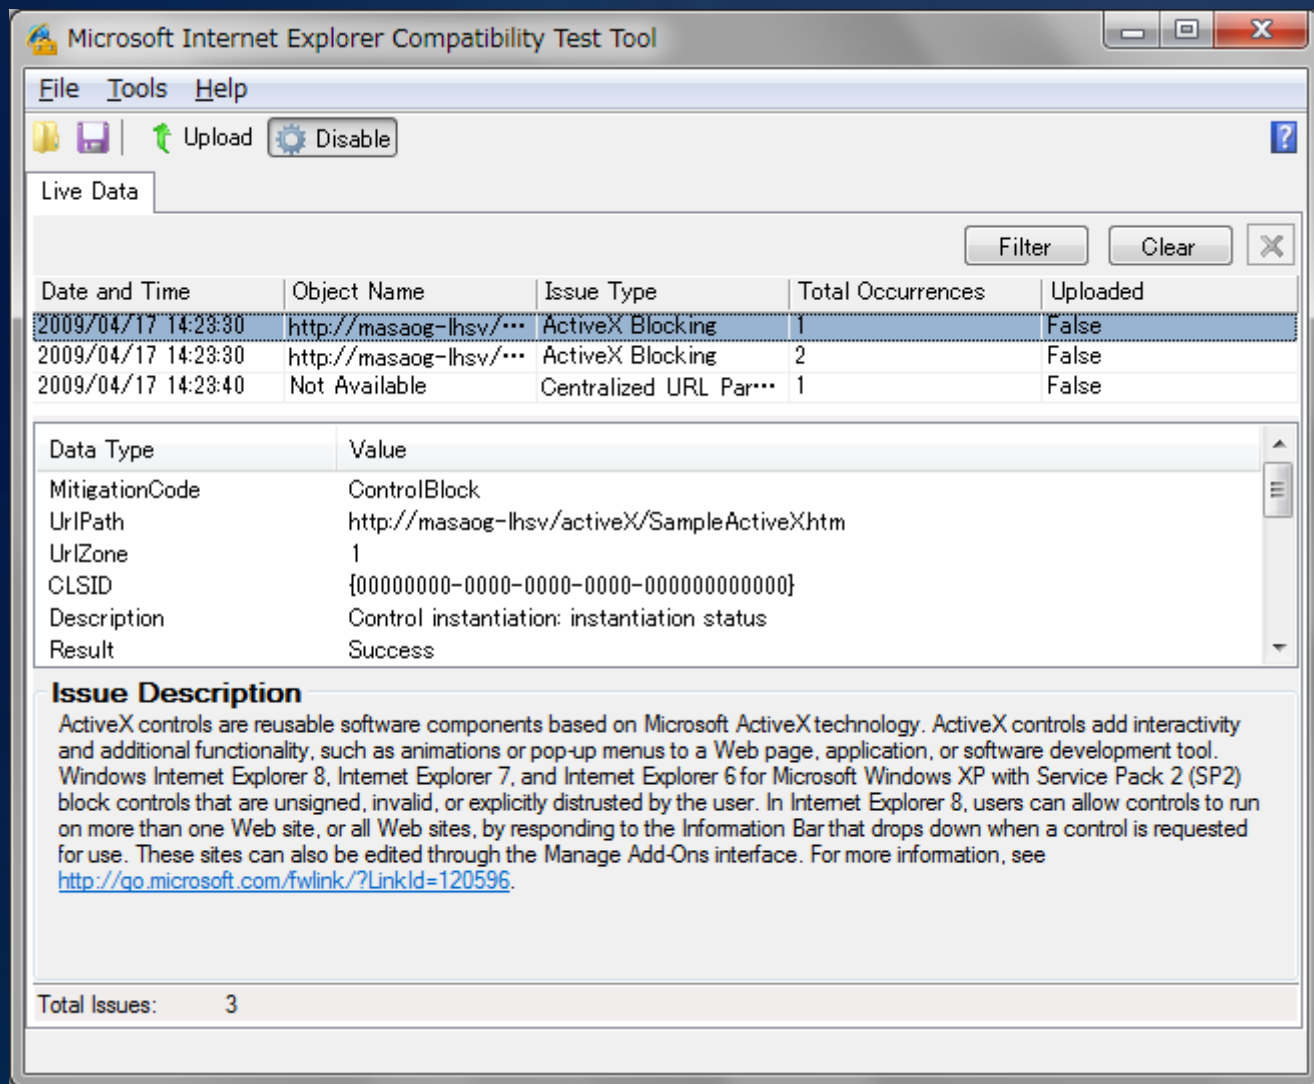 Microsoft Internet Explorer Compatibility Test Tool
File Tools Help
Upload Disable
Live Data
Filter Clear
Date and Time Object Name Issue Type Total Occurrences Uploaded
2009/04/17 14:23:30 http://masaog-lhsv/… ActiveX Blocking 1 False
2009/04/17 14:23:30 http://masaog-lhsv/… ActiveX Blocking 2 False
2009/04/17 14:23:40 Not Available Centralized URL Par… 1 False
Data Type Value
MitigationCode ControlBlock
UrlPath http://masaog-lhsv/activeX/SampleActiveX.htm
UrlZone 1
CLSID {00000000-0000-0000-0000-000000000000}
Description Control instantiation: instantiation status
Result Success
Issue Description
ActiveX controls are reusable software components based on Microsoft ActiveX technology. ActiveX controls add interactivity
and additional functionality, such as animations or pop-up menus to a Web page, application, or software development tool.
Windows Internet Explorer 8, Internet Explorer 7, and Internet Explorer 6 for Microsoft Windows XP with Service Pack 2 (SP2)
block controls that are unsigned, invalid, or explicitly distrusted by the user. In Internet Explorer 8, users can allow controls to run
on more than one Web site, or all Web sites, by responding to the Information Bar that drops down when a control is requested
for use. These sites can also be edited through the Manage Add-Ons interface. For more information, see
http://go.microsoft.com/fwlink/?LinkId=120596.
Total Issues: 3